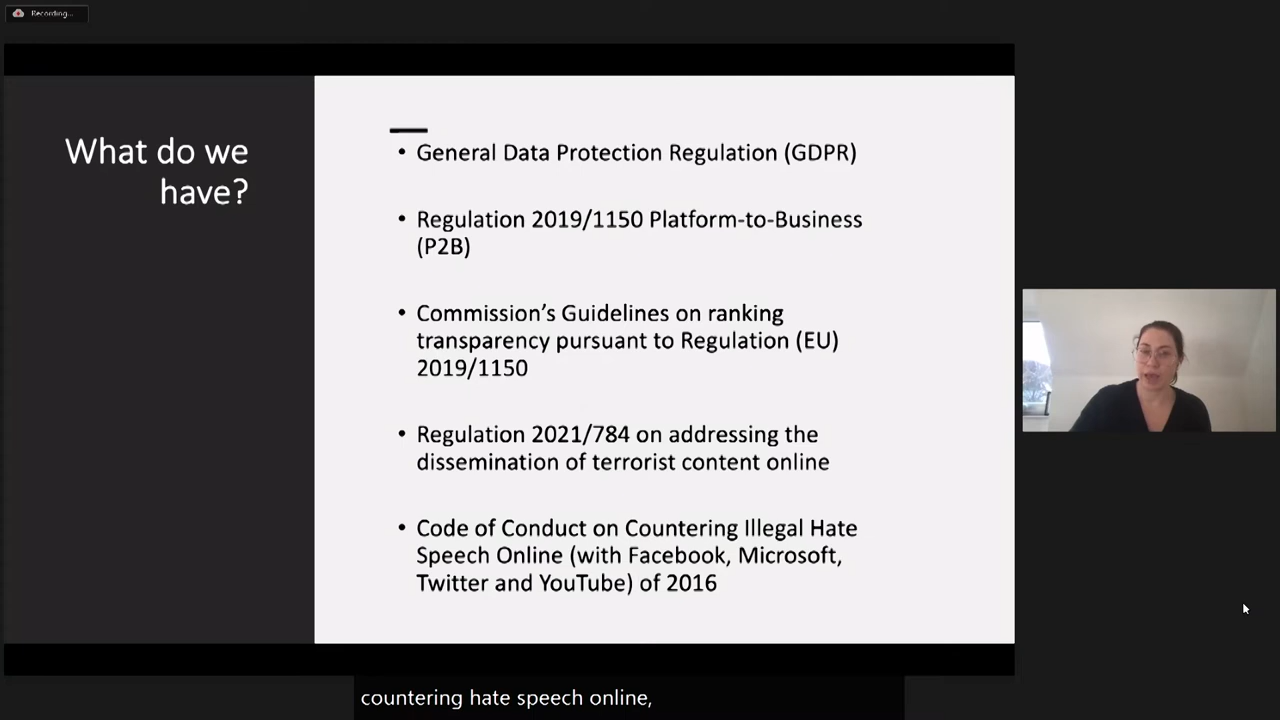 Recording...
What do we
have?
• General Data Protection Regulation (GDPR)
• Regulation 2019/1150 Platform-to-Business
(P2B)
• Commission’s Guidelines on ranking
transparency pursuant to Regulation (EU)
2019/1150
• Regulation 2021/784 on addressing the
dissemination of terrorist content online
• Code of Conduct on Countering Illegal Hate
Speech Online (with Facebook, Microsoft,
Twitter and YouTube) of 2016
countering hate speech online,